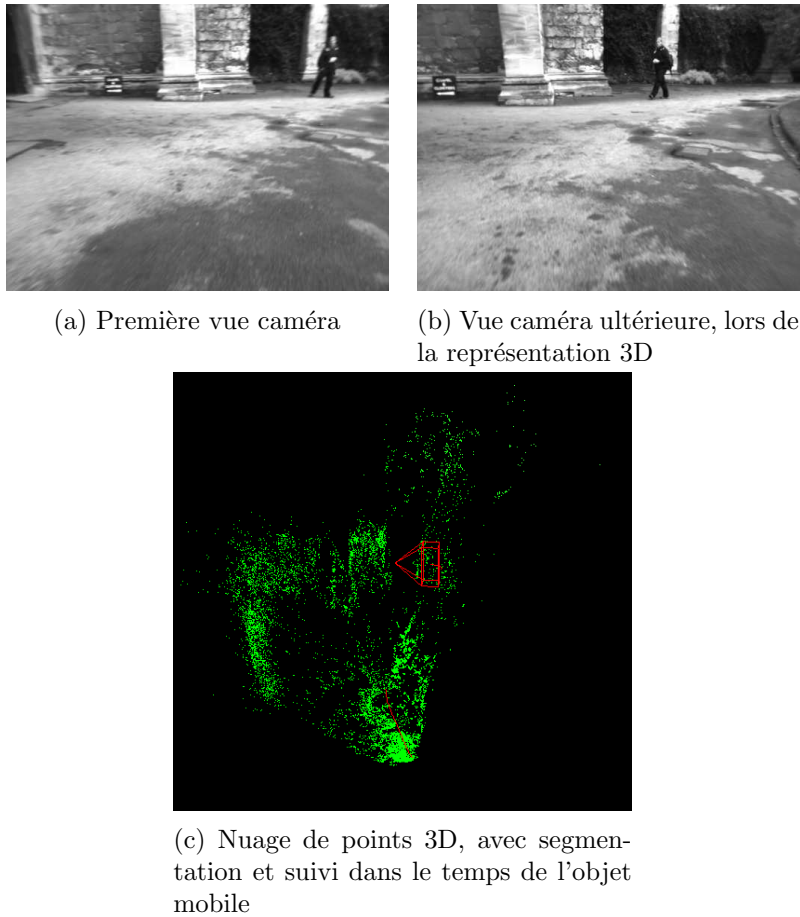 (a) Première vue caméra
(b) Vue caméra ultérieure, lors de
la représentation 3D
(c) Nuage de points 3D, avec segmen-
tation et suivi dans le temps de l'objet
mobile